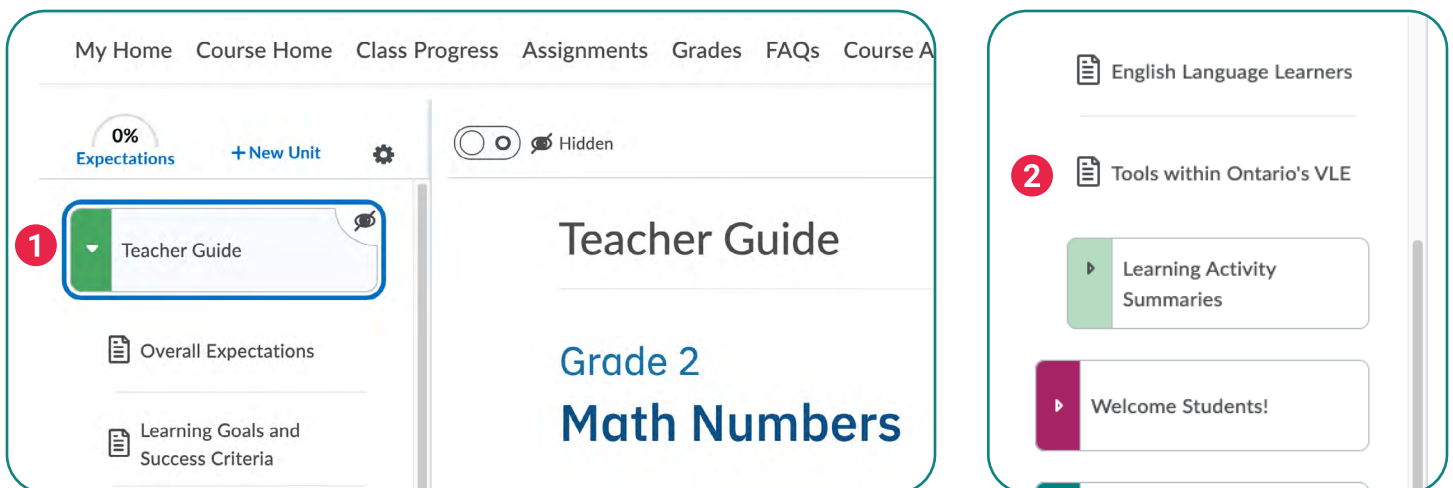 My Home Course Home Class Progress Assignments Grades FAQs Course A
0%
Expectations
+ New Unit
Hidden
1
Teacher Guide
Teacher Guide
Overall Expectations
Grade 2
Math Numbers
Learning Goals and
Success Criteria
English Language Learners
2
Tools within Ontario's VLE
Learning Activity
Summaries
Welcome Students!